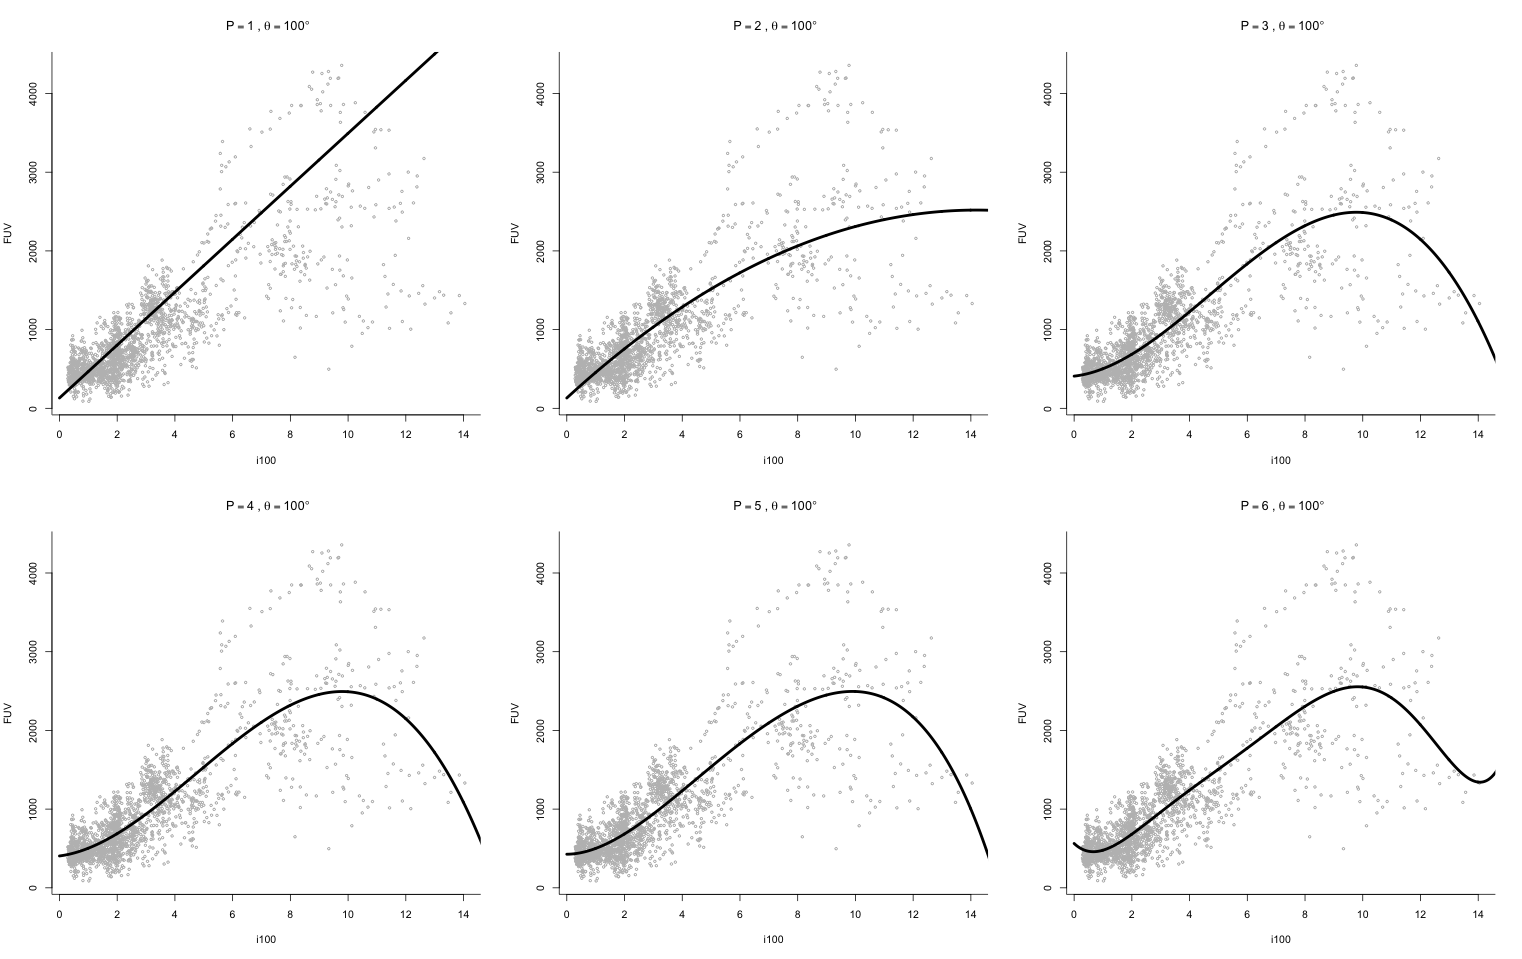 P = 1 , θ = 100°
P = 2 , θ = 100°
P = 3 , θ = 100°
FUV
0 1000 2000 3000 4000
0 2 4 6 8 10 12 14
i100
FUV
0 1000 2000 3000 4000
0 2 4 6 8 10 12 14
i100
FUV
0 1000 2000 3000 4000
0 2 4 6 8 10 12 14
i100
P = 4 , θ = 100°
P = 5 , θ = 100°
P = 6 , θ = 100°
FUV
0 1000 2000 3000 4000
0 2 4 6 8 10 12 14
i100
FUV
0 1000 2000 3000 4000
0 2 4 6 8 10 12 14
i100
FUV
0 1000 2000 3000 4000
0 2 4 6 8 10 12 14
i100